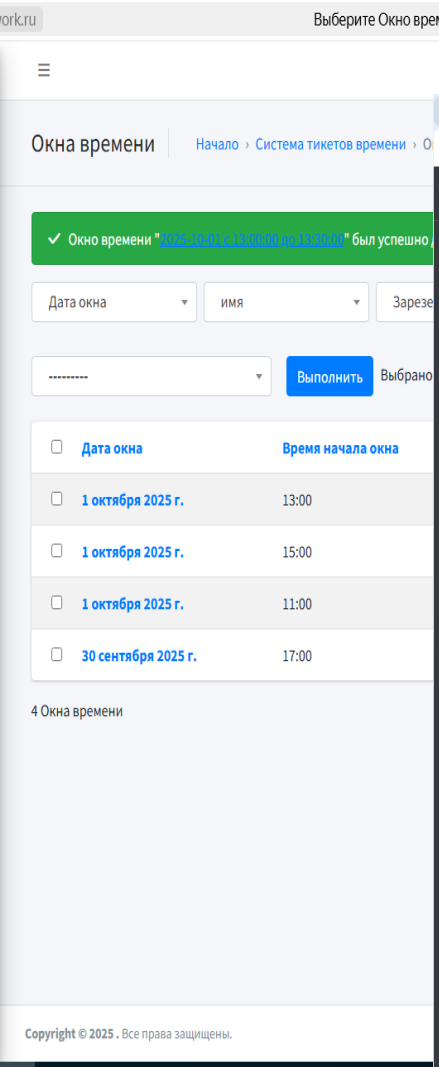 ork.ru Выберите Окно врем
Окна времени Начало › Система тикетов времени ›
Окно времени "2025-10-01 с 13:00:00 до 13:30:00" был успешно
Дата окна имя Зарезе
--------- Выполнить Выбрано
Дата окна Время начала окна
1 октября 2025 г. 13:00
1 октября 2025 г. 15:00
1 октября 2025 г. 11:00
30 сентября 2025 г. 17:00
4 Окна времени
Copyright © 2025 . Все права защищены.